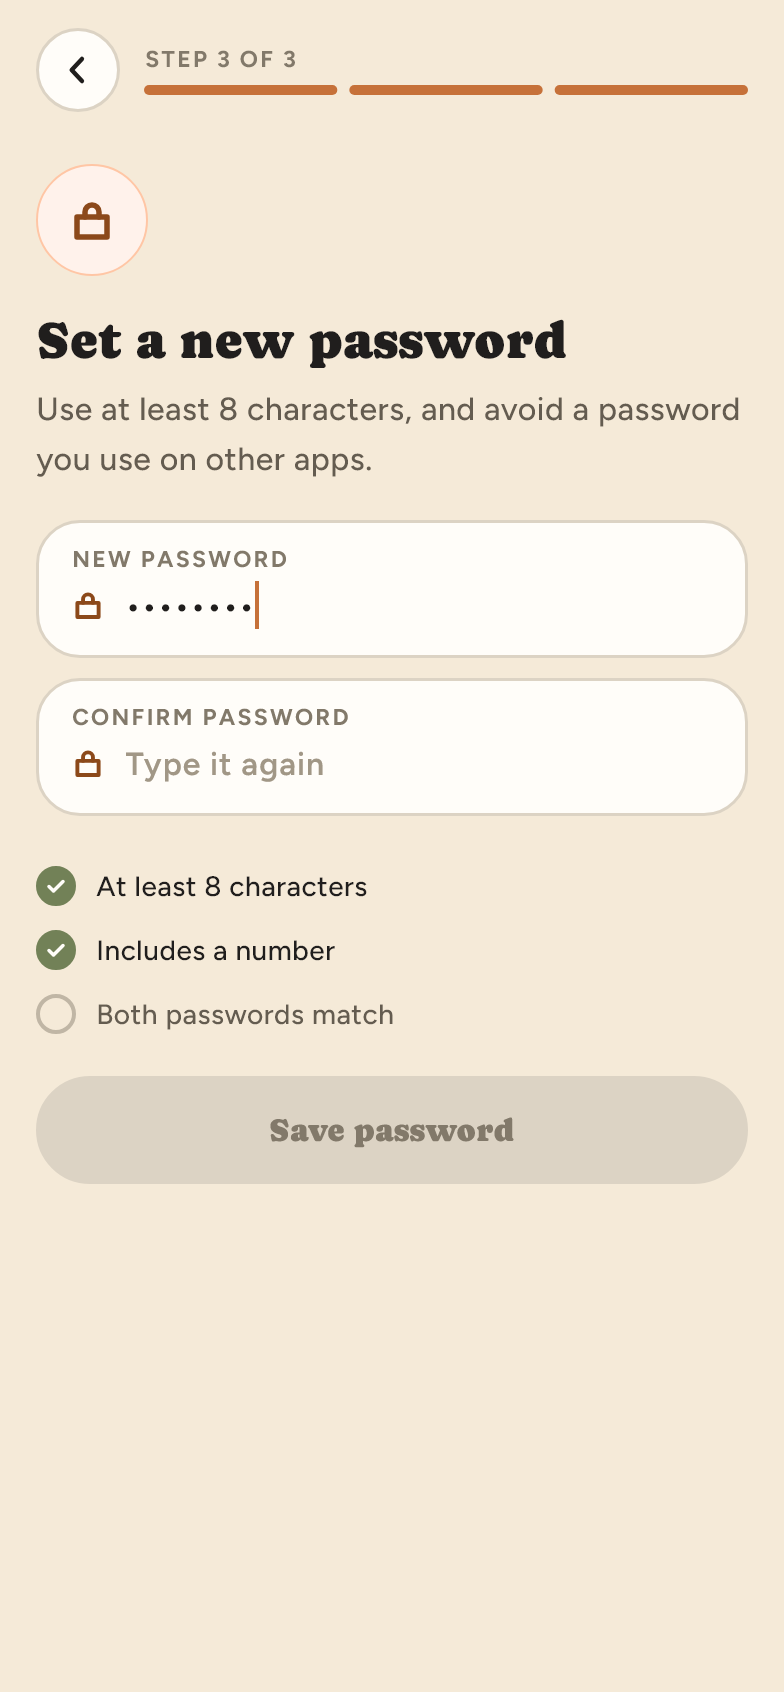 STEP 3 OF 3
Set a new password
Use at least 8 characters, and avoid a password
you use on other apps.
NEW PASSWORD
••••••••
CONFIRM PASSWORD
Type it again
At least 8 characters
Includes a number
Both passwords match
Save password